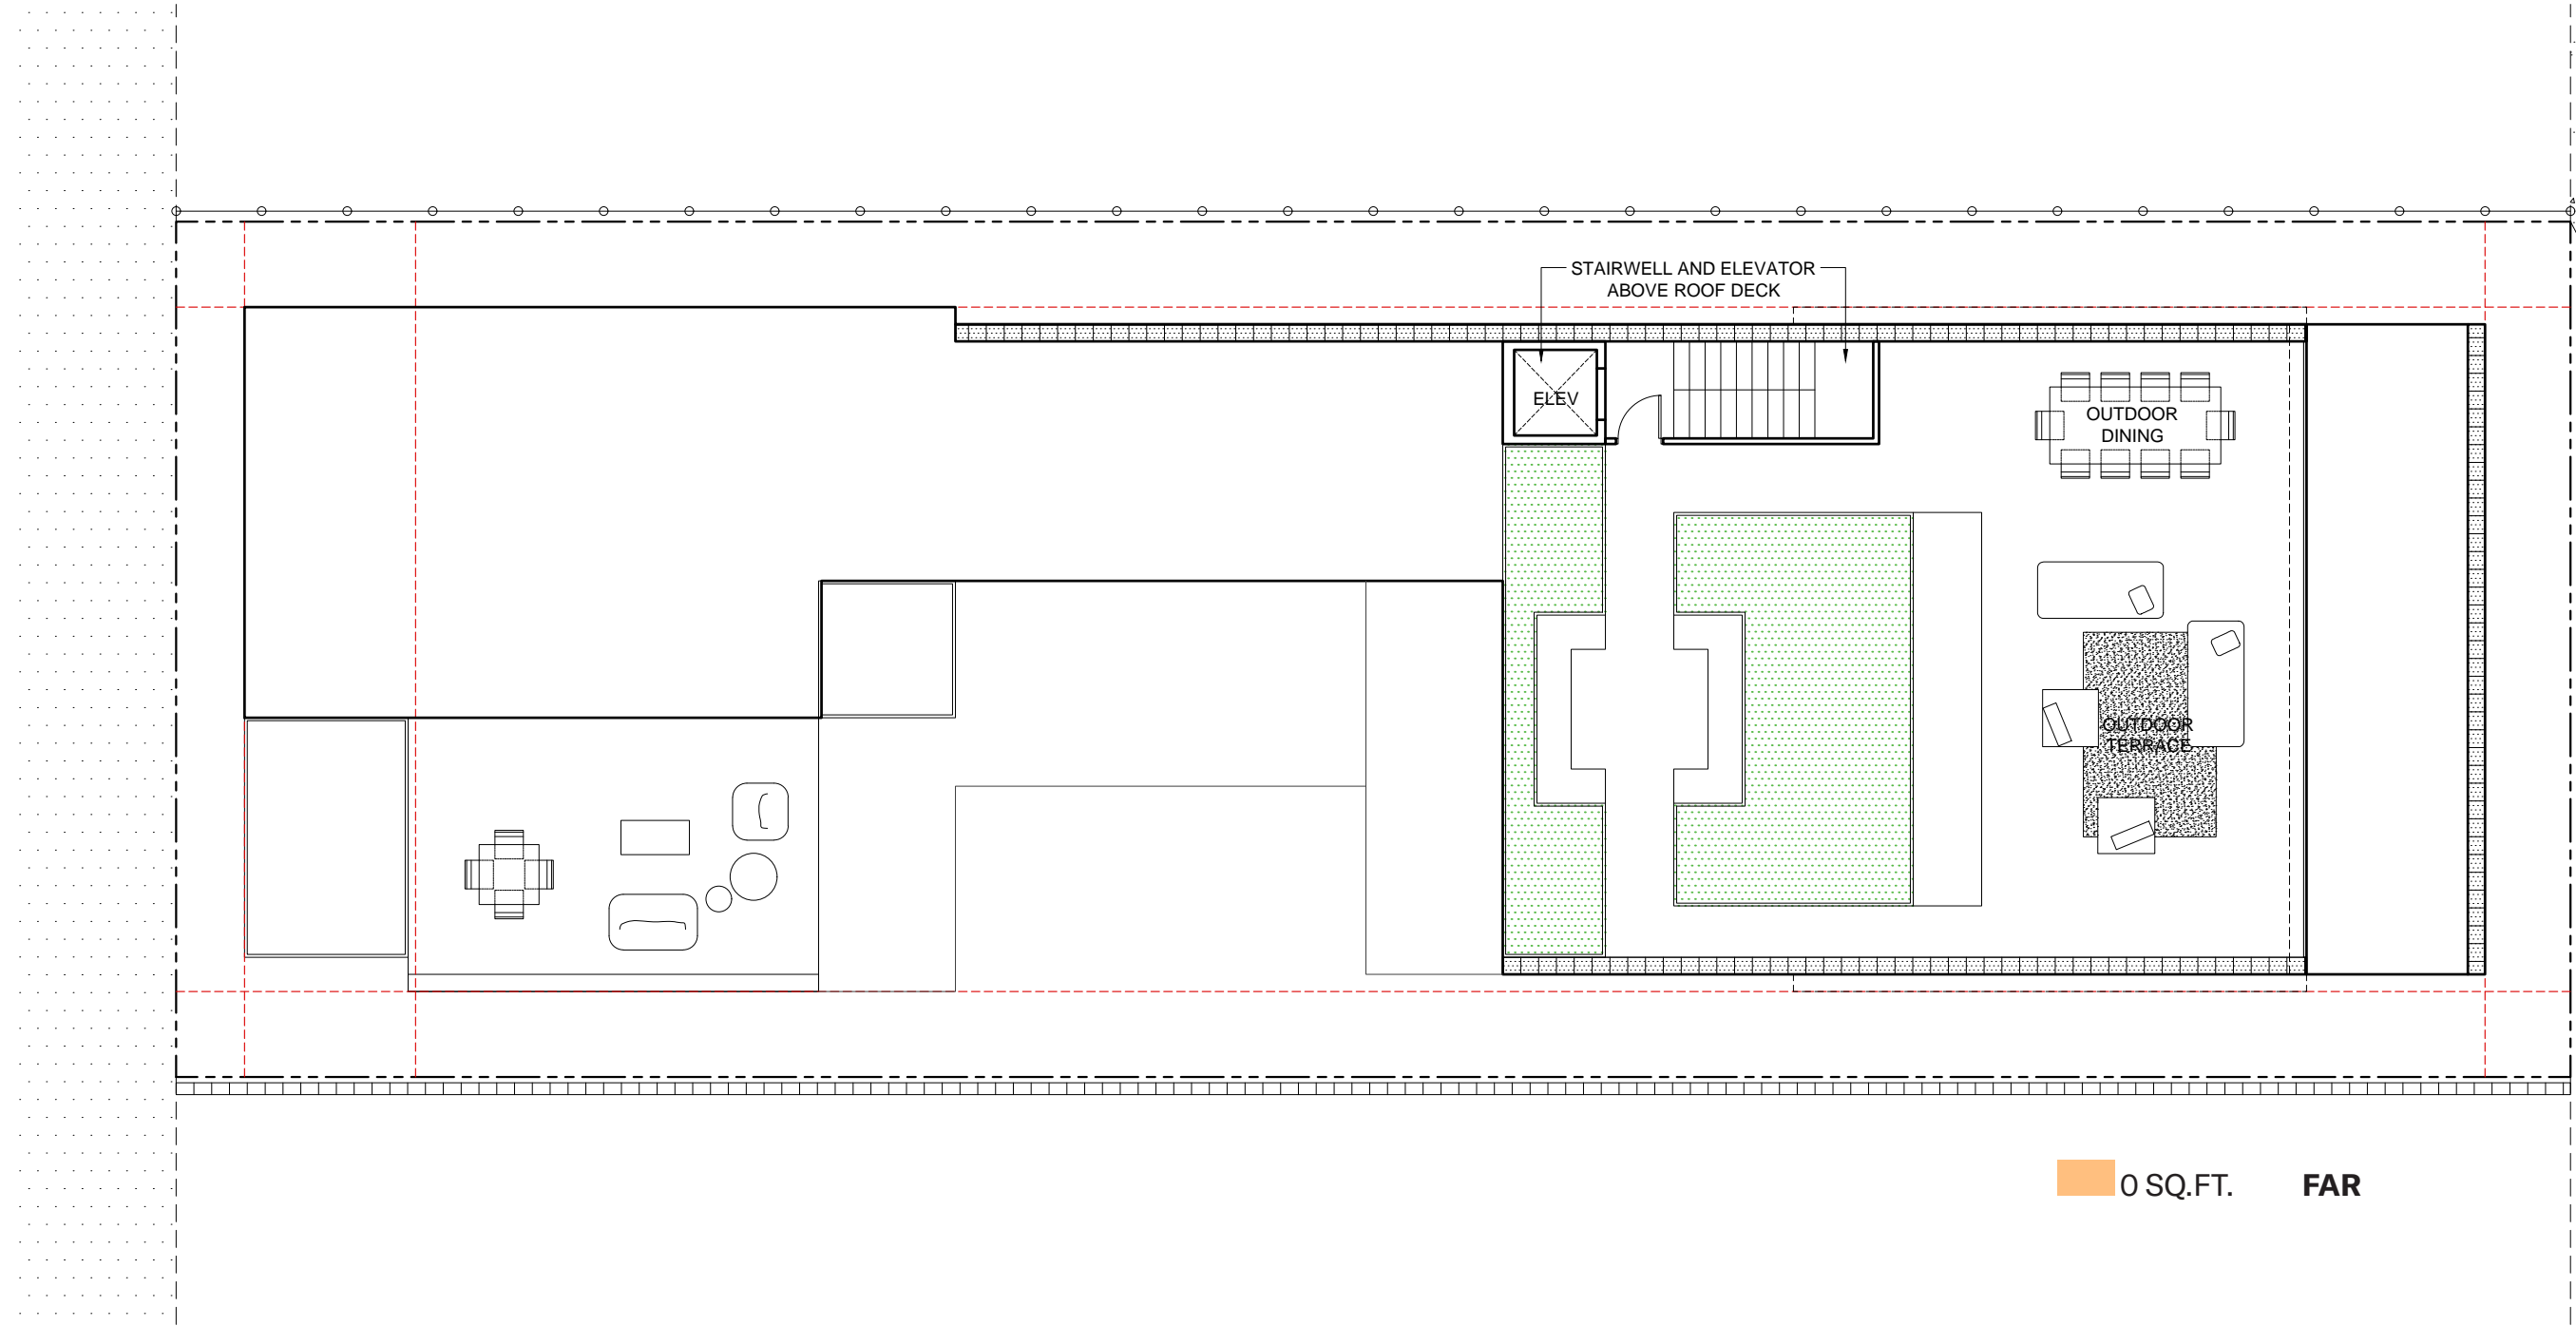 STAIRWELL AND ELEVATOR
ABOVE ROOF DECK
ELEV
OUTDOOR
DINING
OUTDOOR
TERRACE
0 SQ.FT. FAR